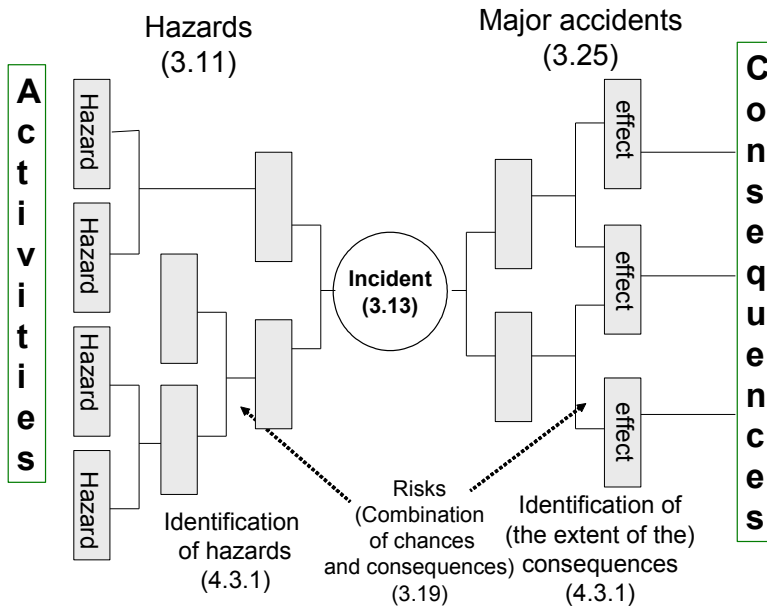 Hazards
(3.11)
Major accidents
(3.25)
Activities
Hazard
Hazard
Hazard
Hazard
Incident
(3.13)
effect
effect
effect
Consequences
Identification
of hazards
(4.3.1)
Risks
(Combination
of chances
and consequences)
(3.19)
Identification of
(the extent of the)
consequences
(4.3.1)